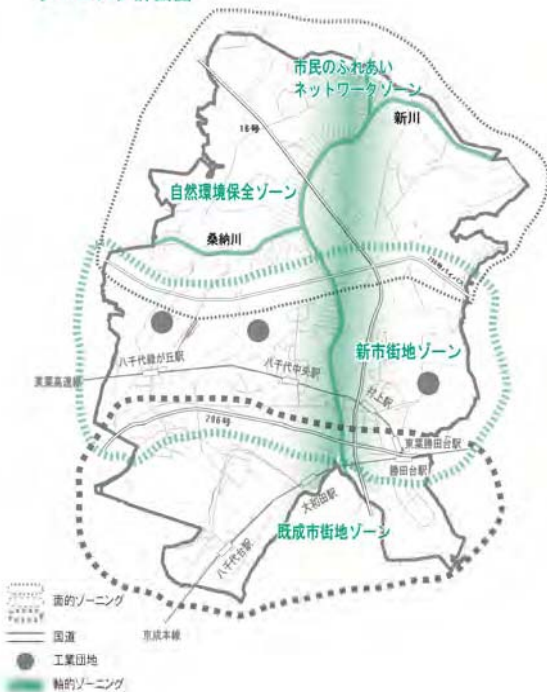 市民のふれあい
ネットワークゾーン
16号
新川
自然環境保全ゾーン
桑納川
新市街地ゾーン
八千代緑が丘駅
八千代中央駅
東葉高速線
村上駅
296号
東葉勝田台駅
勝田台駅
大和田駅
既成市街地ゾーン
八千代台駅
面的ゾーニング
国道
京成本線
工業団地
軸的ゾーニング